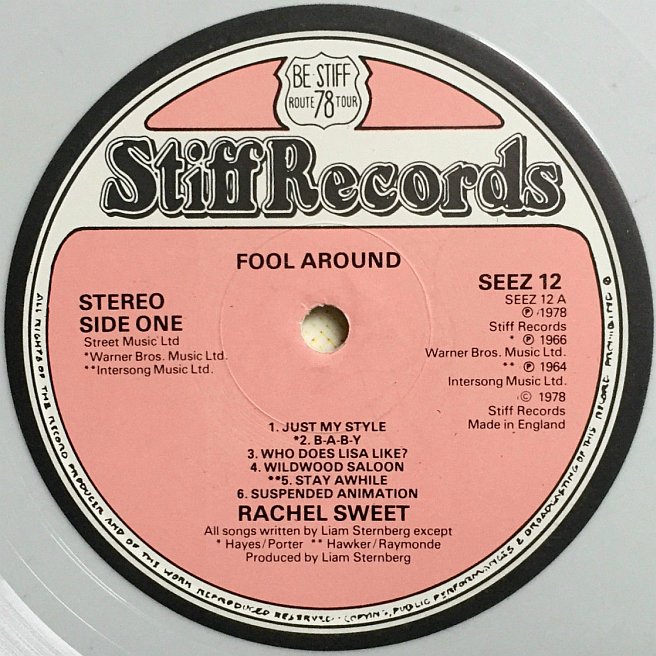 BE STIFF
ROUTE 78 TOUR
Stiff Records
FOOL AROUND
STEREO
SIDE ONE
Street Music Ltd
*Warner Bros. Music Ltd.
**Intersong Music Ltd.
SEEZ 12
SEEZ 12 A
℗ 1978
Stiff Records
* ℗ 1966
Warner Bros. Music Ltd.
** ℗ 1964
Intersong Music Ltd.
© 1978
Stiff Records
Made in England
1. JUST MY STYLE
*2. B-A-B-Y
3. WHO DOES LISA LIKE?
4. WILDWOOD SALOON
**5. STAY AWHILE
6. SUSPENDED ANIMATION
RACHEL SWEET
All songs written by Liam Sternberg except
* Hayes/Porter ** Hawker/Raymonde
Produced by Liam Sternberg
ALL RIGHTS OF THE RECORD PRODUCER AND OF THE WORK REPRODUCED RESERVED. COPYING, PUBLIC PERFORMANCES & BROADCASTING OF THIS RECORD